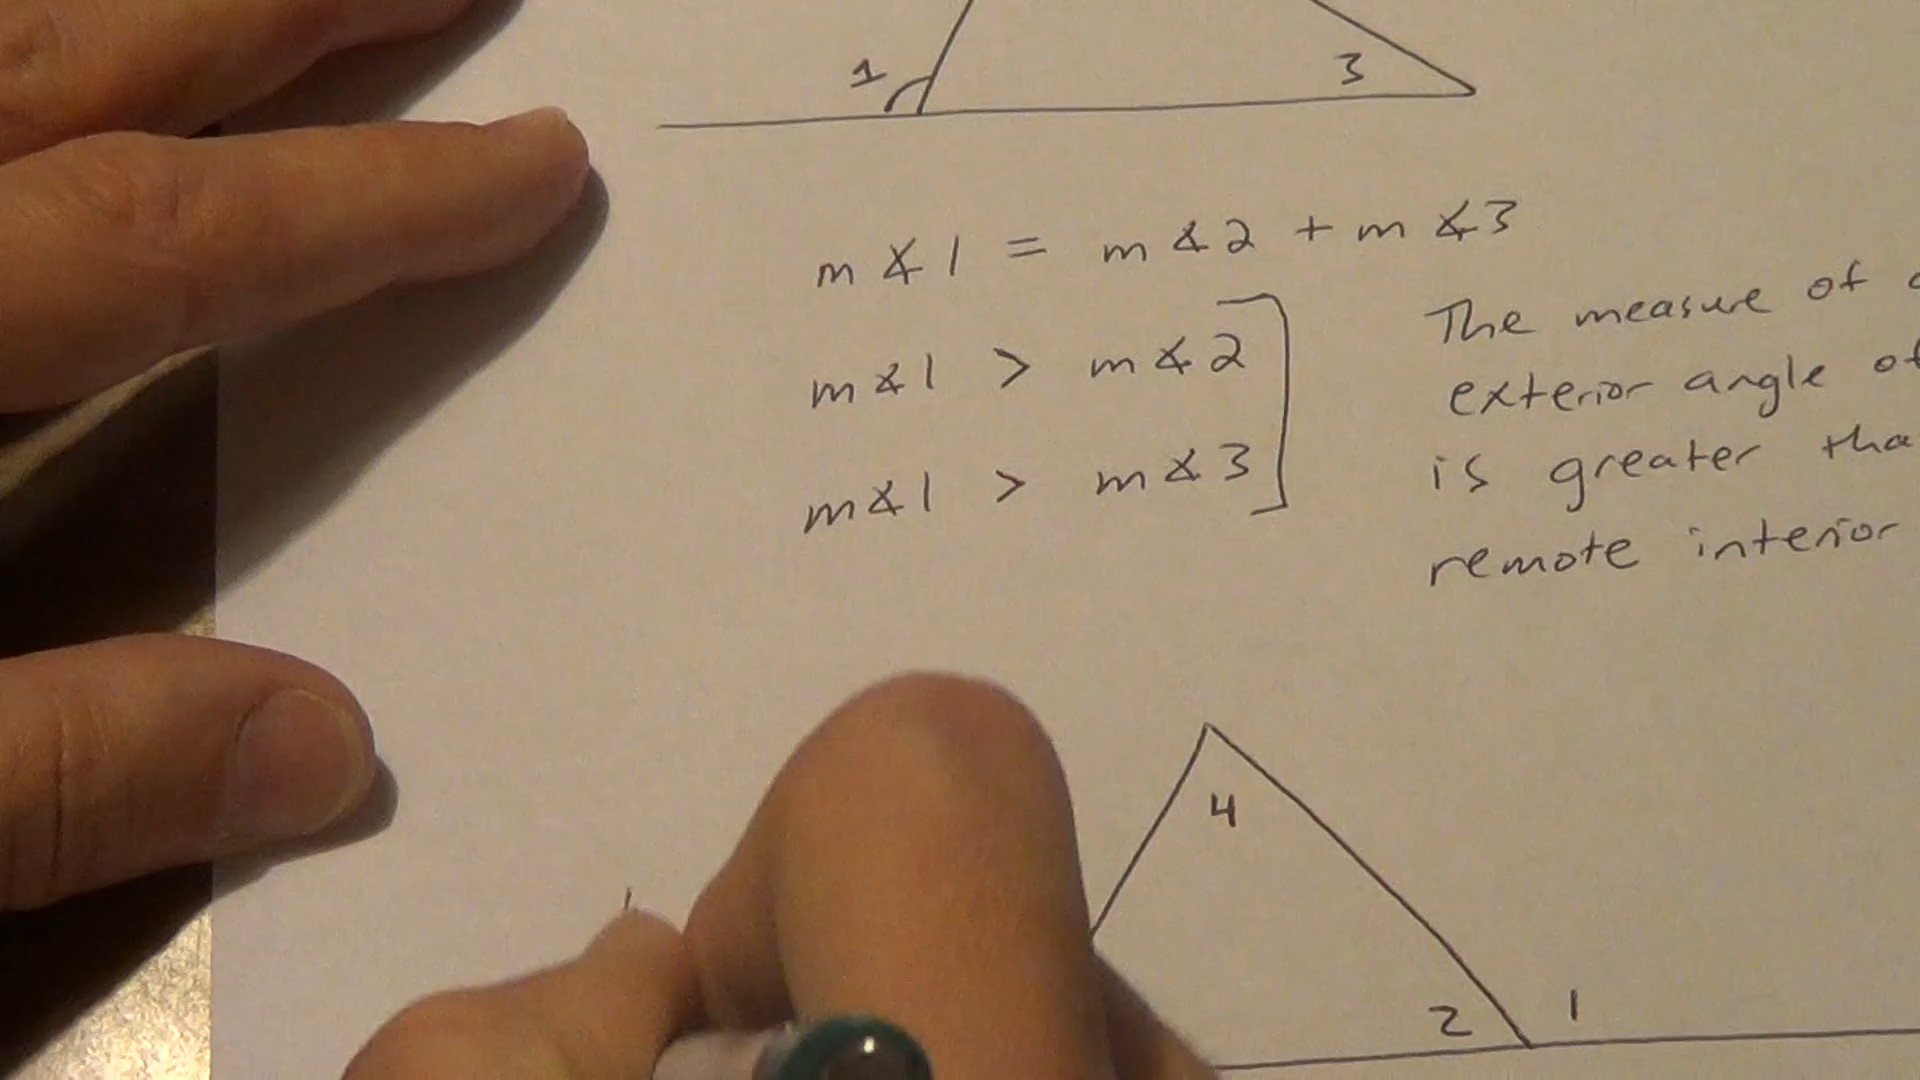 1 3
m∡1 = m∡2 + m∡3
m∡1 > m∡2
m∡1 > m∡3
The measure of
exterior angle of
is greater
remote interior
4
2 1